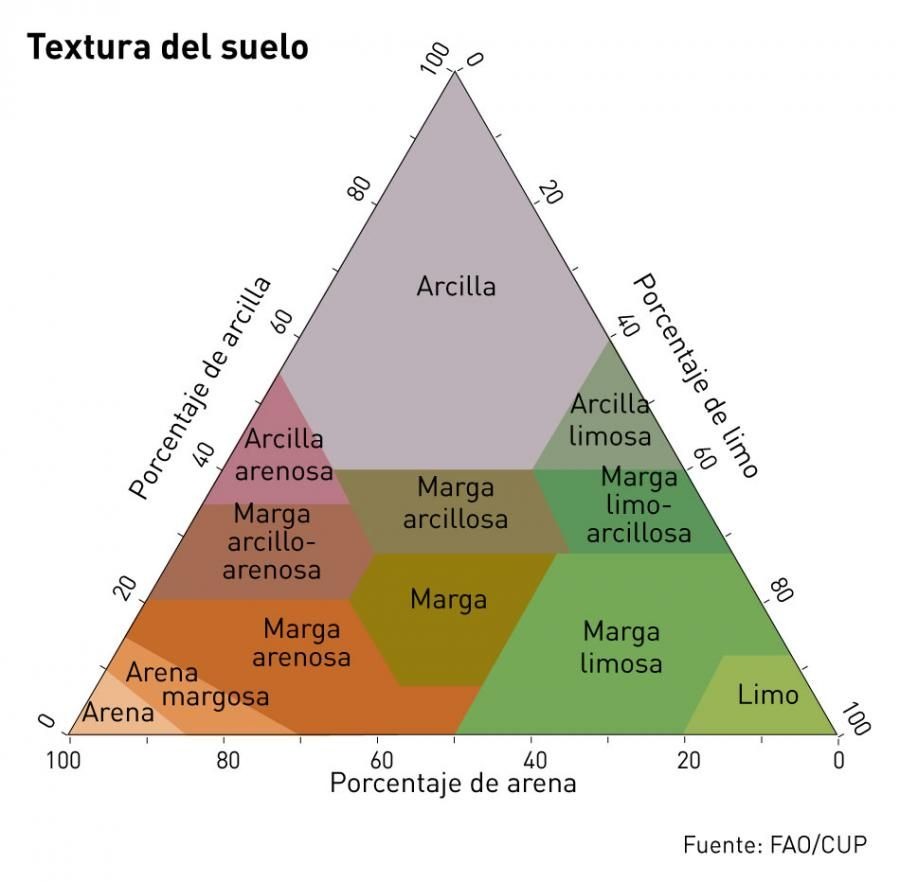 Textura del suelo
100
0
80
20
Arcilla
Porcentaje de arcilla
Porcentaje de limo
60
40
Arcilla
limosa
Arcilla
arenosa
40
60
Marga
arcillosa
Marga
limo-
arcillosa
Marga
arcillo-
arenosa
20
80
Marga
Marga
arenosa
Marga
limosa
Arena
margosa
Limo
Arena
0
100
100
80
60
40
20
0
Porcentaje de arena
Fuente: FAO/CUP